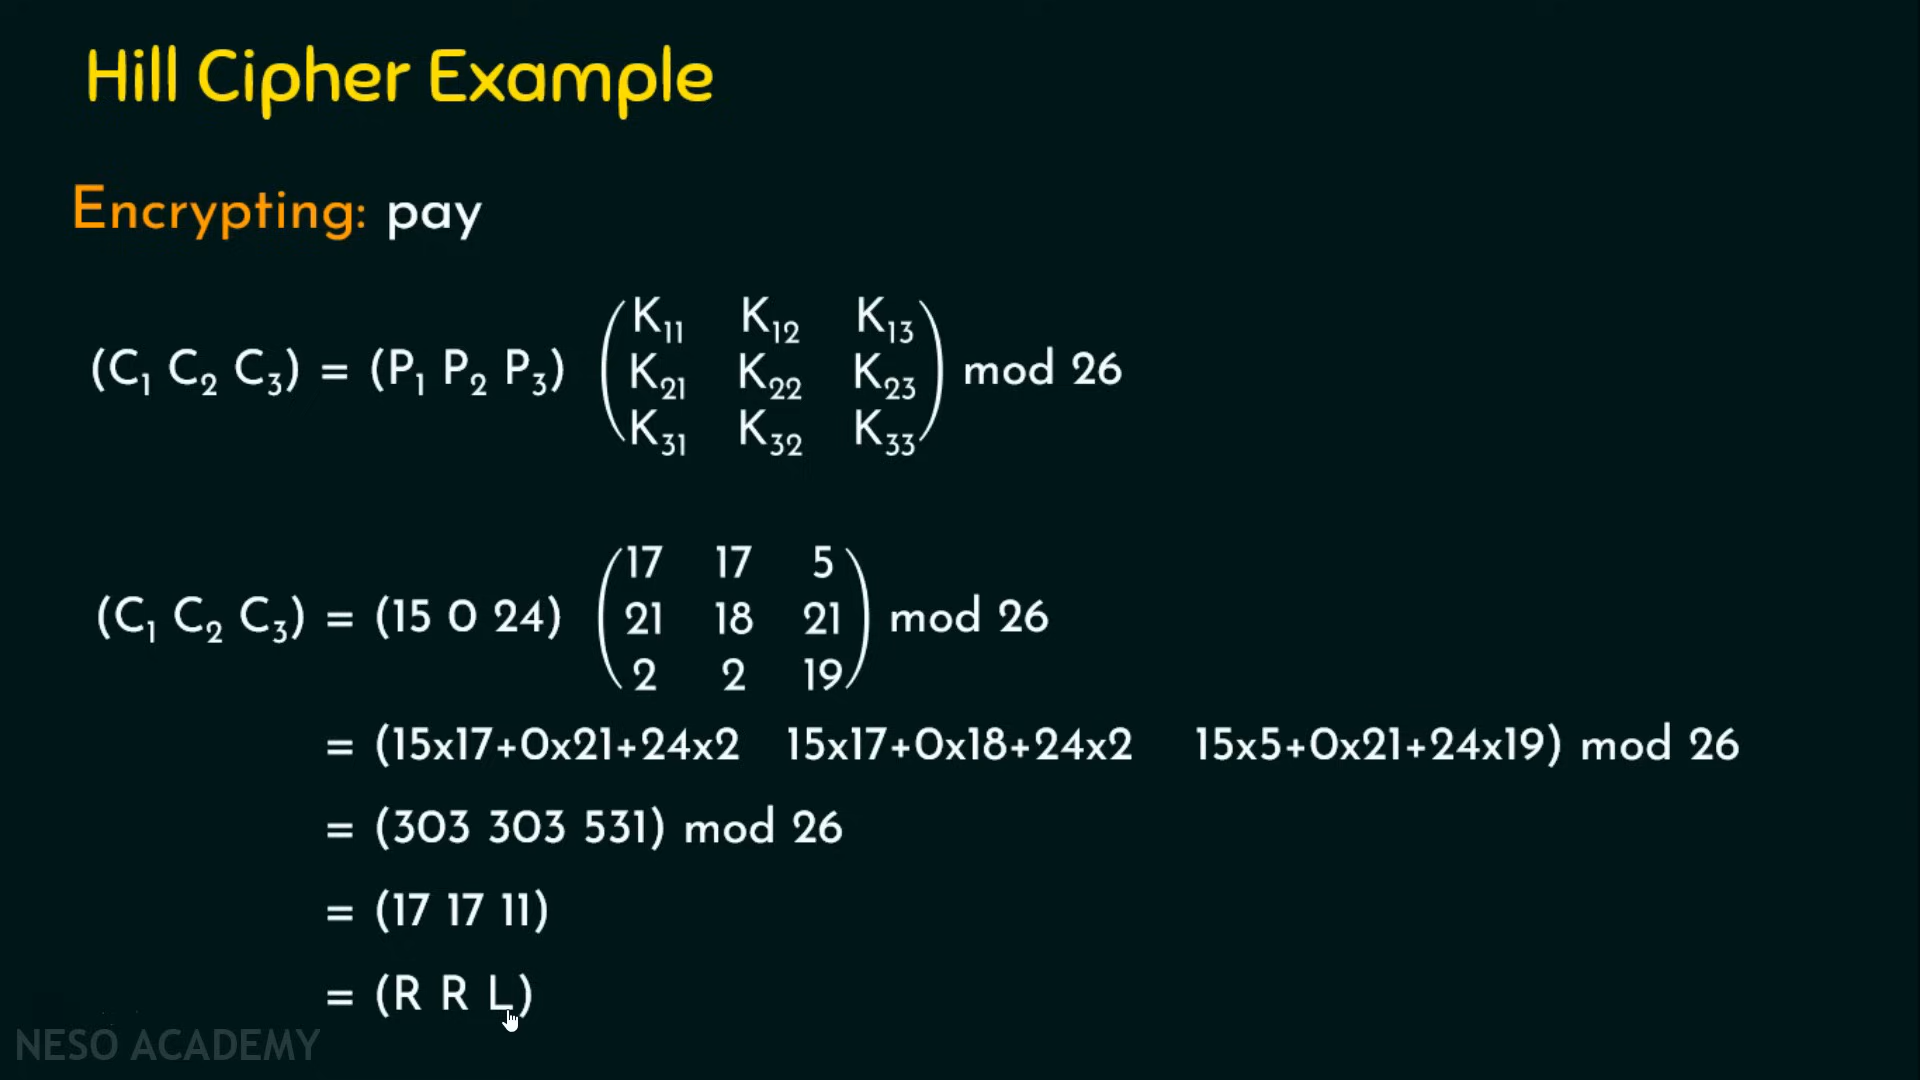 Hill Cipher Example
Encrypting: pay
(C₁ C₂ C₃) = (P₁ P₂ P₃) (K₁₁ K₁₂ K₁₃
K₂₁ K₂₂ K₂₃
K₃₁ K₃₂ K₃₃) mod 26
(C₁ C₂ C₃) = (15 0 24) (17 17 5
21 18 21
2 2 19) mod 26
= (15x17+0x21+24x2 15x17+0x18+24x2 15x5+0x21+24x19) mod 26
= (303 303 531) mod 26
= (17 17 11)
= (R R L)
NESO ACADEMY